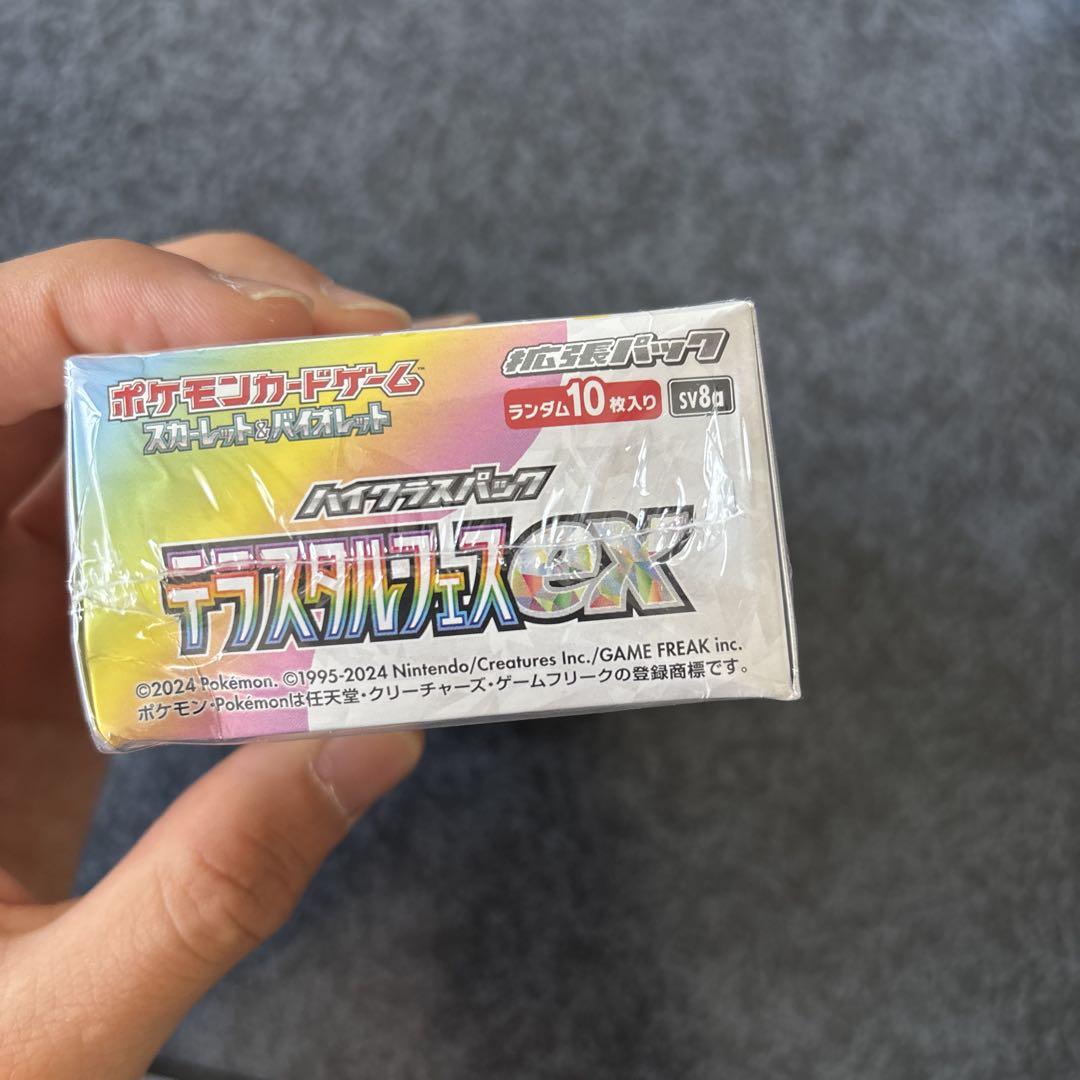 ポケモンカードゲーム™
スカーレット&バイオレット
拡張パック
ランダム10枚入り
SV8a
ハイクラスパック
テラスタルフェスex
©2024 Pokémon. ©1995-2024 Nintendo/Creatures Inc./GAME FREAK inc.
ポケモン・Pokémonは任天堂・クリーチャーズ・ゲームフリークの登録商標です。